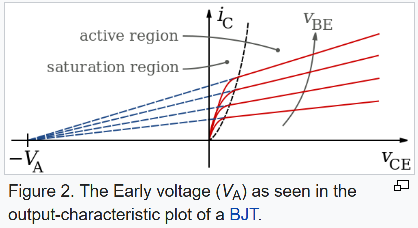 i_C
v_BE
active region
saturation region
−V_A
v_CE
Figure 2. The Early voltage (V_A) as seen in the
output-characteristic plot of a BJT.